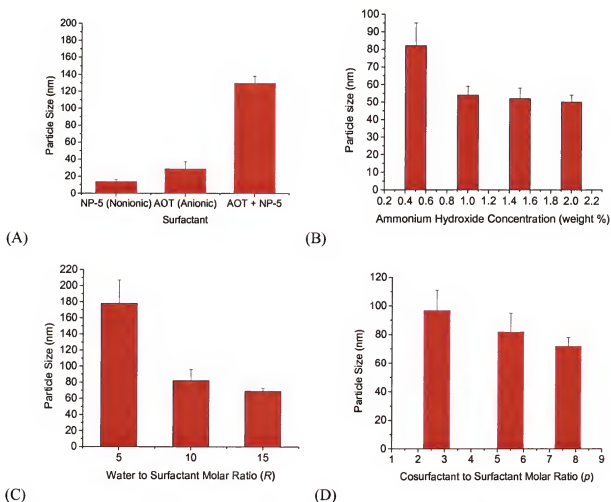 200
180
160
140
120
100
80
60
40
20
0
Particle Size (nm)
NP-5 (Nonionic) AOT (Anionic) AOT + NP-5
Surfactant
(A)
100
90
80
70
60
50
40
30
20
10
0
Particle size (nm)
0.2 0.4 0.6 0.8 1.0 1.2 1.4 1.6 1.8 2.0 2.2
Ammonium Hydroxide Concentration (weight %)
(B)
220
200
180
160
140
120
100
80
60
40
20
0
Particle Size (nm)
5 10 15
Water to Surfactant Molar Ratio (R)
(C)
120
100
80
60
40
20
0
Particle Size (nm)
1 2 3 4 5 6 7 8 9
Cosurfactant to Surfactant Molar Ratio (p)
(D)